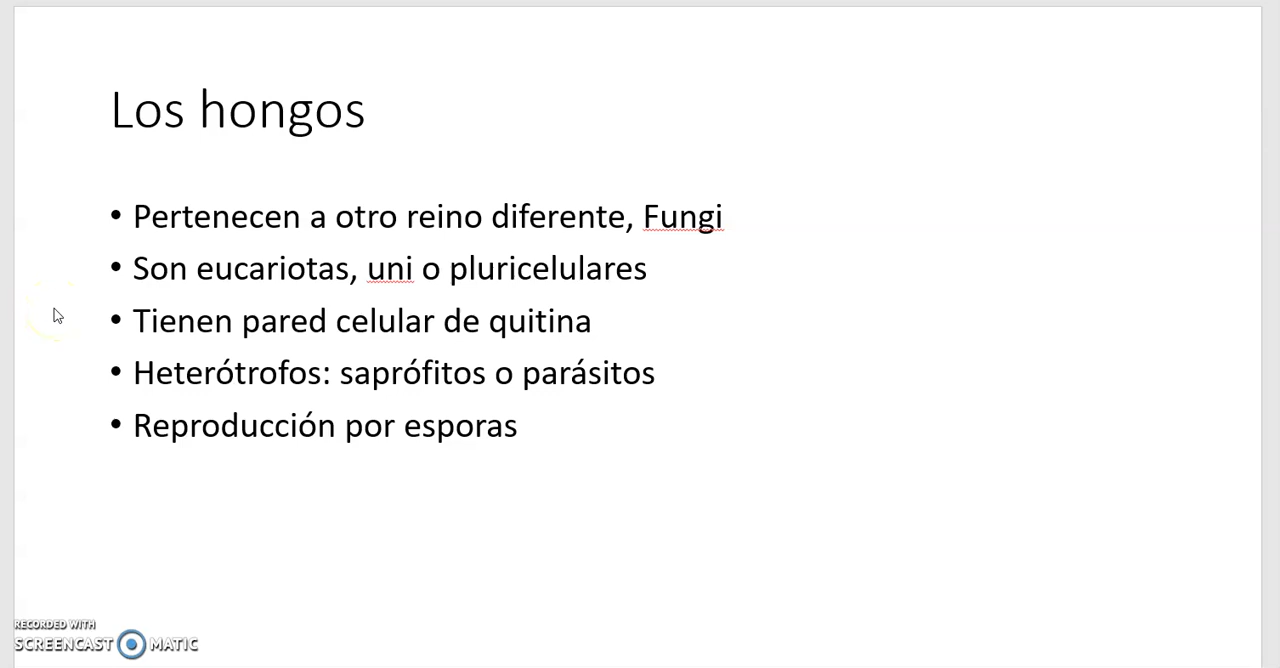 Los hongos
• Pertenecen a otro reino diferente, Fungi
• Son eucariotas, uni o pluricelulares
• Tienen pared celular de quitina
• Heterótrofos: saprófitos o parásitos
• Reproducción por esporas
RECORDED WITH
SCREENCAST MATIC